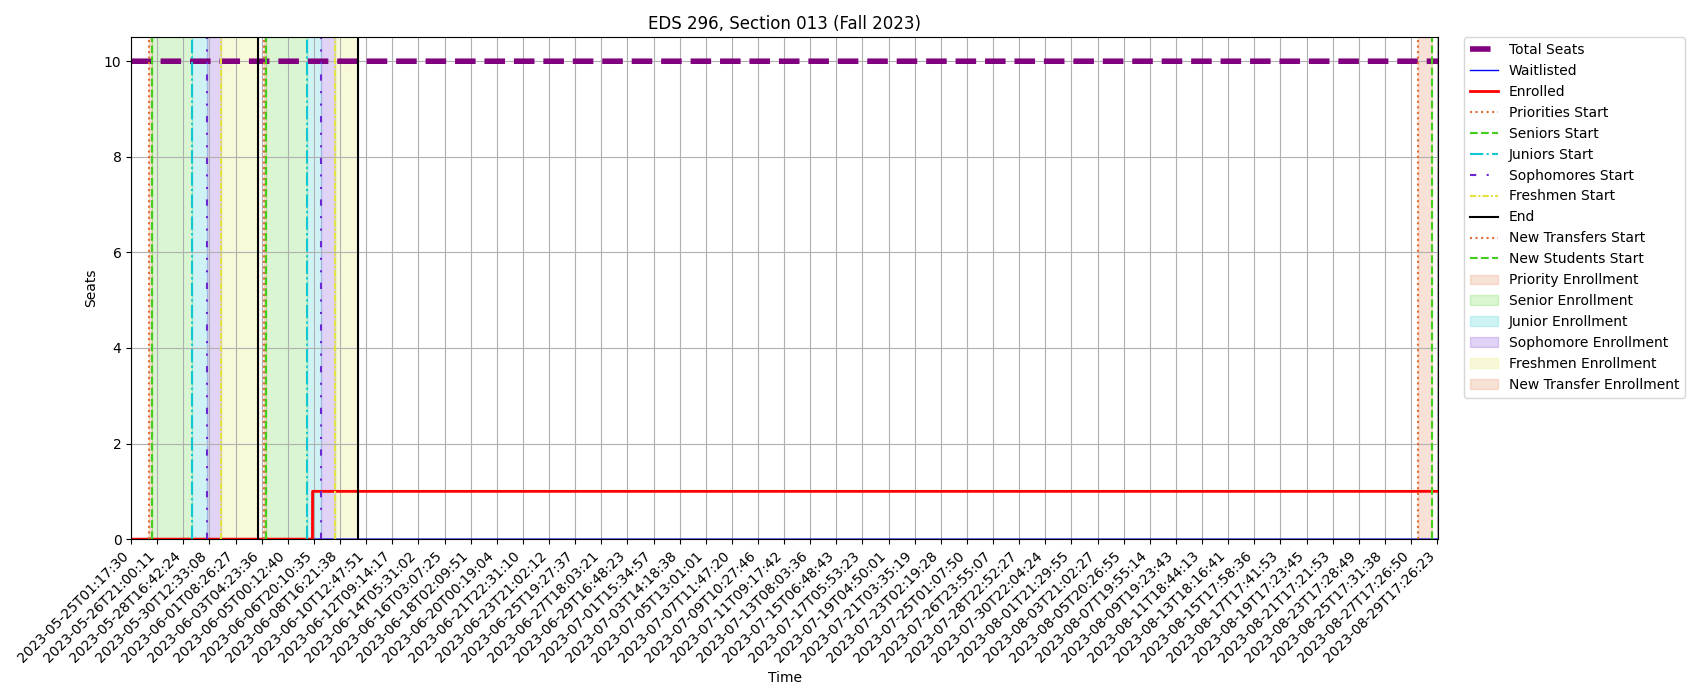 EDS 296, Section 013 (Fall 2023)
10
8
6
4
2
0
Seats
2023-05-25T01:17:30
2023-05-26T21:00:11
2023-05-28T16:42:24
2023-05-30T12:33:08
2023-06-01T08:26:27
2023-06-03T04:23:36
2023-06-05T00:12:40
2023-06-06T20:10:35
2023-06-08T16:21:38
2023-06-10T12:47:51
2023-06-12T09:14:17
2023-06-14T05:31:02
2023-06-16T03:07:25
2023-06-18T02:09:51
2023-06-20T00:19:04
2023-06-21T22:31:10
2023-06-23T21:02:12
2023-06-25T19:27:37
2023-06-27T18:03:21
2023-06-29T16:48:23
2023-07-01T15:34:57
2023-07-03T14:18:38
2023-07-05T13:01:01
2023-07-07T11:47:20
2023-07-09T10:27:46
2023-07-11T09:17:42
2023-07-13T08:03:36
2023-07-15T06:48:43
2023-07-17T05:53:23
2023-07-19T04:50:01
2023-07-21T03:35:19
2023-07-23T02:19:28
2023-07-25T01:07:50
2023-07-26T23:55:07
2023-07-28T22:52:27
2023-07-30T22:04:24
2023-08-01T21:29:55
2023-08-03T21:02:27
2023-08-05T20:26:55
2023-08-07T19:55:14
2023-08-09T19:23:43
2023-08-11T18:44:13
2023-08-13T18:16:41
2023-08-15T17:58:36
2023-08-17T17:41:53
2023-08-19T17:23:45
2023-08-21T17:21:53
2023-08-23T17:28:49
2023-08-25T17:31:38
2023-08-27T17:26:50
2023-08-29T17:26:23
Time
Total Seats
Waitlisted
Enrolled
Priorities Start
Seniors Start
Juniors Start
Sophomores Start
Freshmen Start
End
New Transfers Start
New Students Start
Priority Enrollment
Senior Enrollment
Junior Enrollment
Sophomore Enrollment
Freshmen Enrollment
New Transfer Enrollment